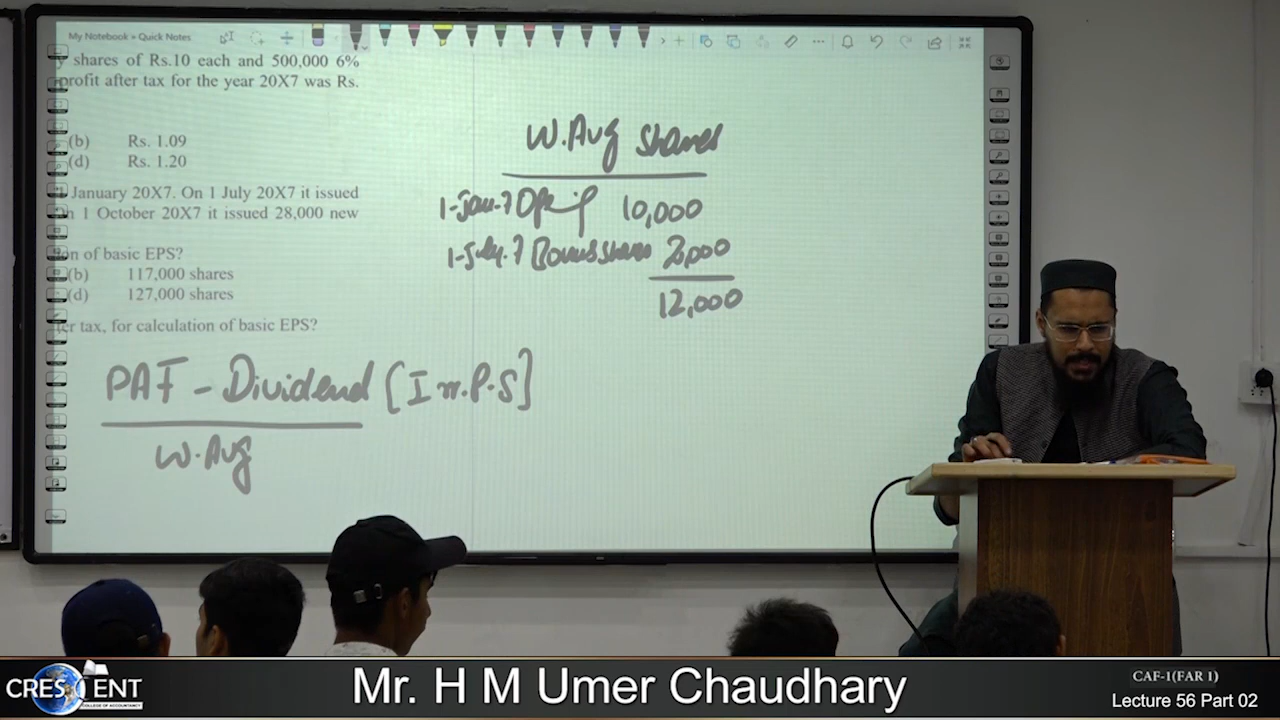 My Notebook » Quick Notes
shares of Rs.10 each and 500,000 6%
profit after tax for the year 20X7 was Rs.
(b) Rs. 1.09
(d) Rs. 1.20
January 20X7. On 1 July 20X7 it issued
1 October 20X7 it issued 28,000 new
of basic EPS?
(b) 117,000 shares
(d) 127,000 shares
tax, for calculation of basic EPS?
W.Avg Shares
1-Jan-7 10,000
1-July-7 Bonus shares 2,000
12,000
PAT - Dividend [Irr.P.S]
W.Avg
CRESCENT
COLLEGE OF ACCOUNTANCY
Mr. H M Umer Chaudhary
CAF-1(FAR 1)
Lecture 56 Part 02